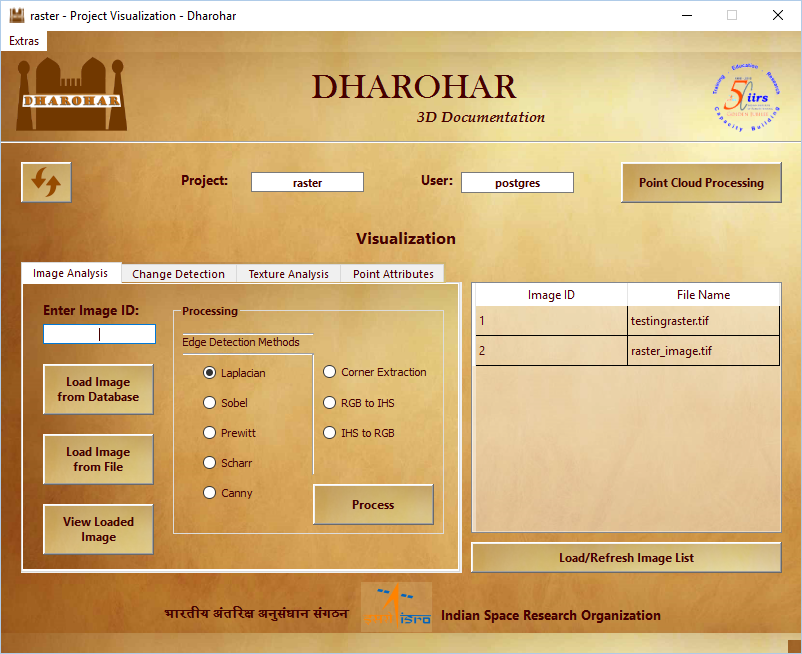 raster - Project Visualization - Dharohar
Extras
DHAROHAR
DHAROHAR
3D Documentation
Training Education Research
50 iirs
Capacity Building
Project:
raster
User:
postgres
Point Cloud Processing
Visualization
Image Analysis
Change Detection
Texture Analysis
Point Attributes
Enter Image ID:
Load Image
from Database
Load Image
from File
View Loaded
Image
Processing
Edge Detection Methods
Laplacian
Sobel
Prewitt
Scharr
Canny
Corner Extraction
RGB to IHS
IHS to RGB
Process
Image ID File Name
1 testingraster.tif
2 raster_image.tif
Load/Refresh Image List
भारतीय अंतरिक्ष अनुसंधान संगठन
इसरो isro
Indian Space Research Organization